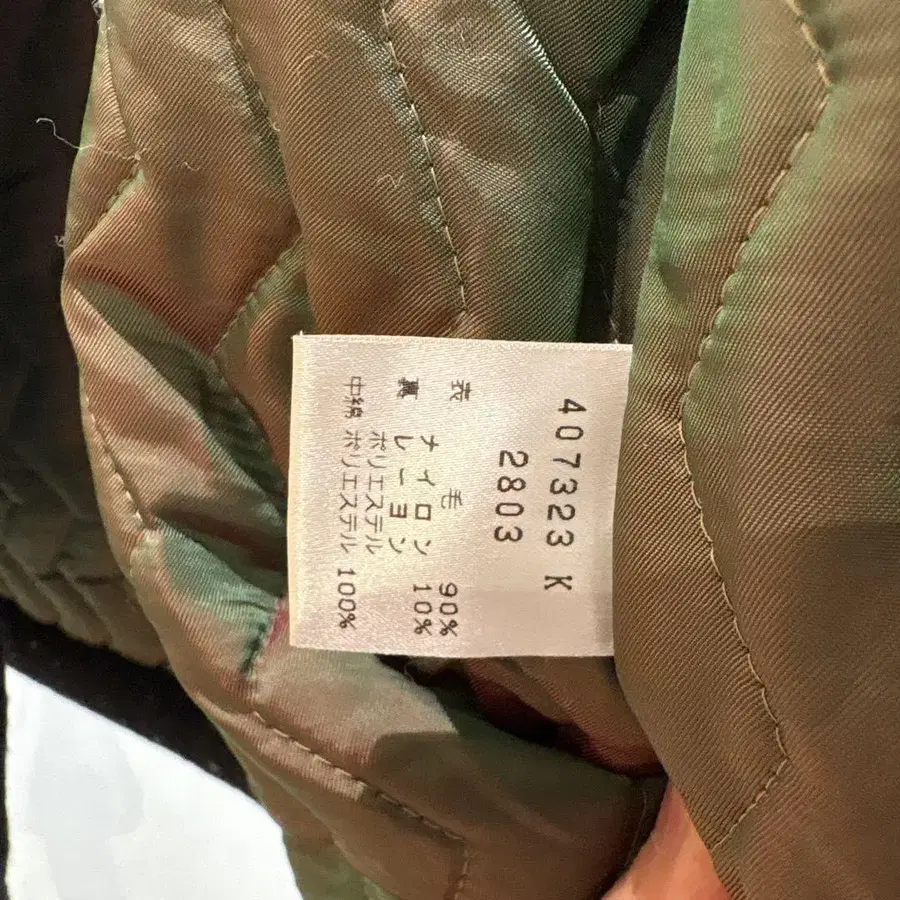 407323 K
2803
表 毛 90%
ナイロン 10%
裏 レーヨン
ポリエステル
中綿 ポリエステル 100%